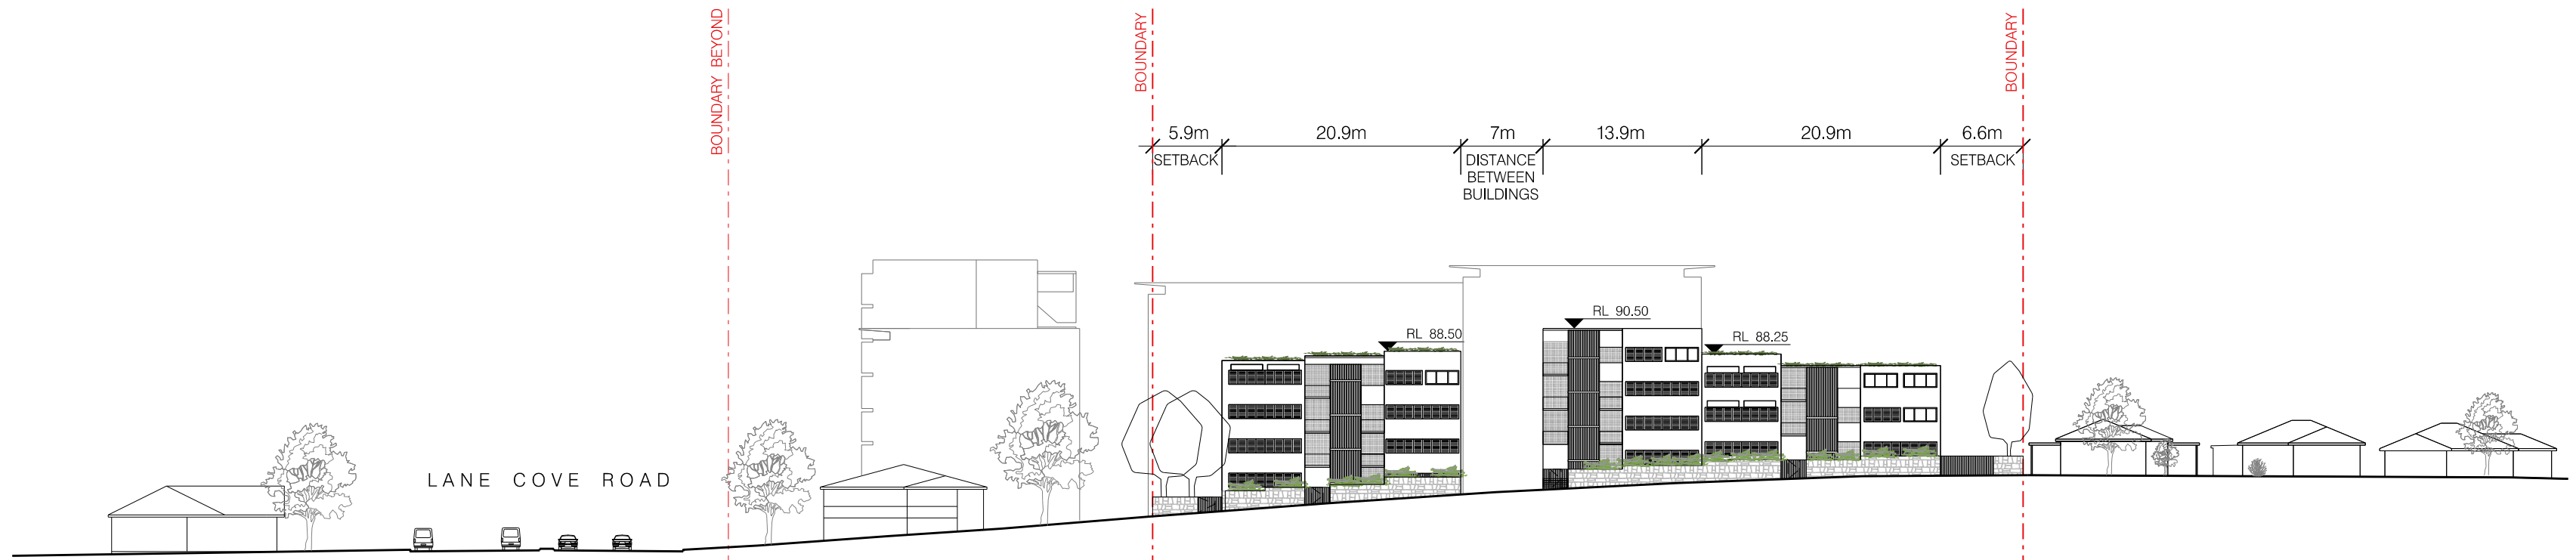 BOUNDARY BEYOND
BOUNDARY
BOUNDARY
5.9m
20.9m
7m
13.9m
20.9m
6.6m
SETBACK
DISTANCE
BETWEEN
BUILDINGS
SETBACK
RL 90.50
RL 88.50
RL 88.25
LANE COVE ROAD